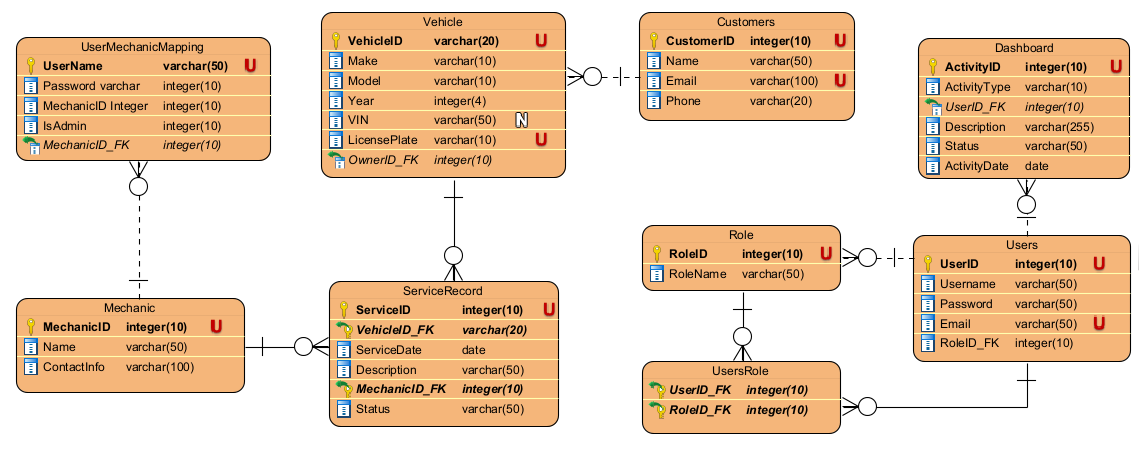 UserMechanicMapping
UserName varchar(50) U
Password varchar integer(10)
MechanicID Integer integer(10)
IsAdmin integer(10)
MechanicID_FK integer(10)
Vehicle
VehicleID varchar(20) U
Make varchar(10)
Model varchar(10)
Year integer(4)
VIN varchar(50) N
LicensePlate varchar(10) U
OwnerID_FK integer(10)
Customers
CustomerID integer(10) U
Name varchar(50)
Email varchar(100) U
Phone varchar(20)
Dashboard
ActivityID integer(10) U
ActivityType varchar(10)
UserID_FK integer(10)
Description varchar(255)
Status varchar(50)
ActivityDate date
Mechanic
MechanicID integer(10) U
Name varchar(50)
ContactInfo varchar(100)
ServiceRecord
ServiceID integer(10) U
VehicleID_FK varchar(20)
ServiceDate date
Description varchar(50)
MechanicID_FK integer(10)
Status varchar(50)
Role
RoleID integer(10) U
RoleName varchar(50)
Users
UserID integer(10) U
Username varchar(50)
Password varchar(50)
Email varchar(50) U
RoleID_FK integer(10)
UsersRole
UserID_FK integer(10)
RoleID_FK integer(10)